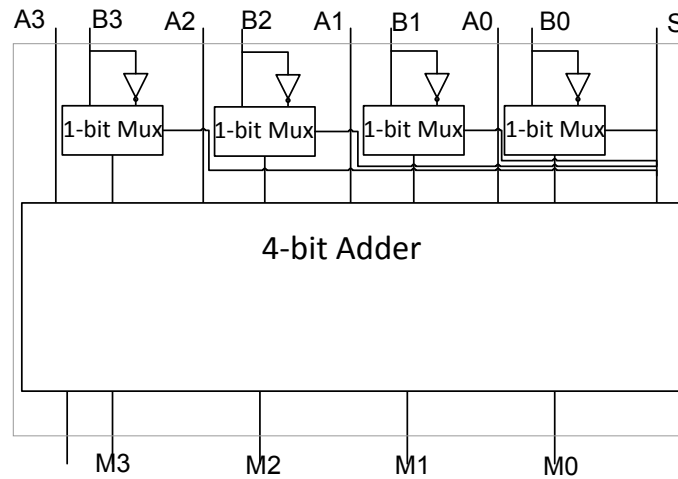 A3 B3 A2 B2 A1 B1 A0 B0 S
1-bit Mux 1-bit Mux 1-bit Mux 1-bit Mux
4-bit Adder
M3 M2 M1 M0